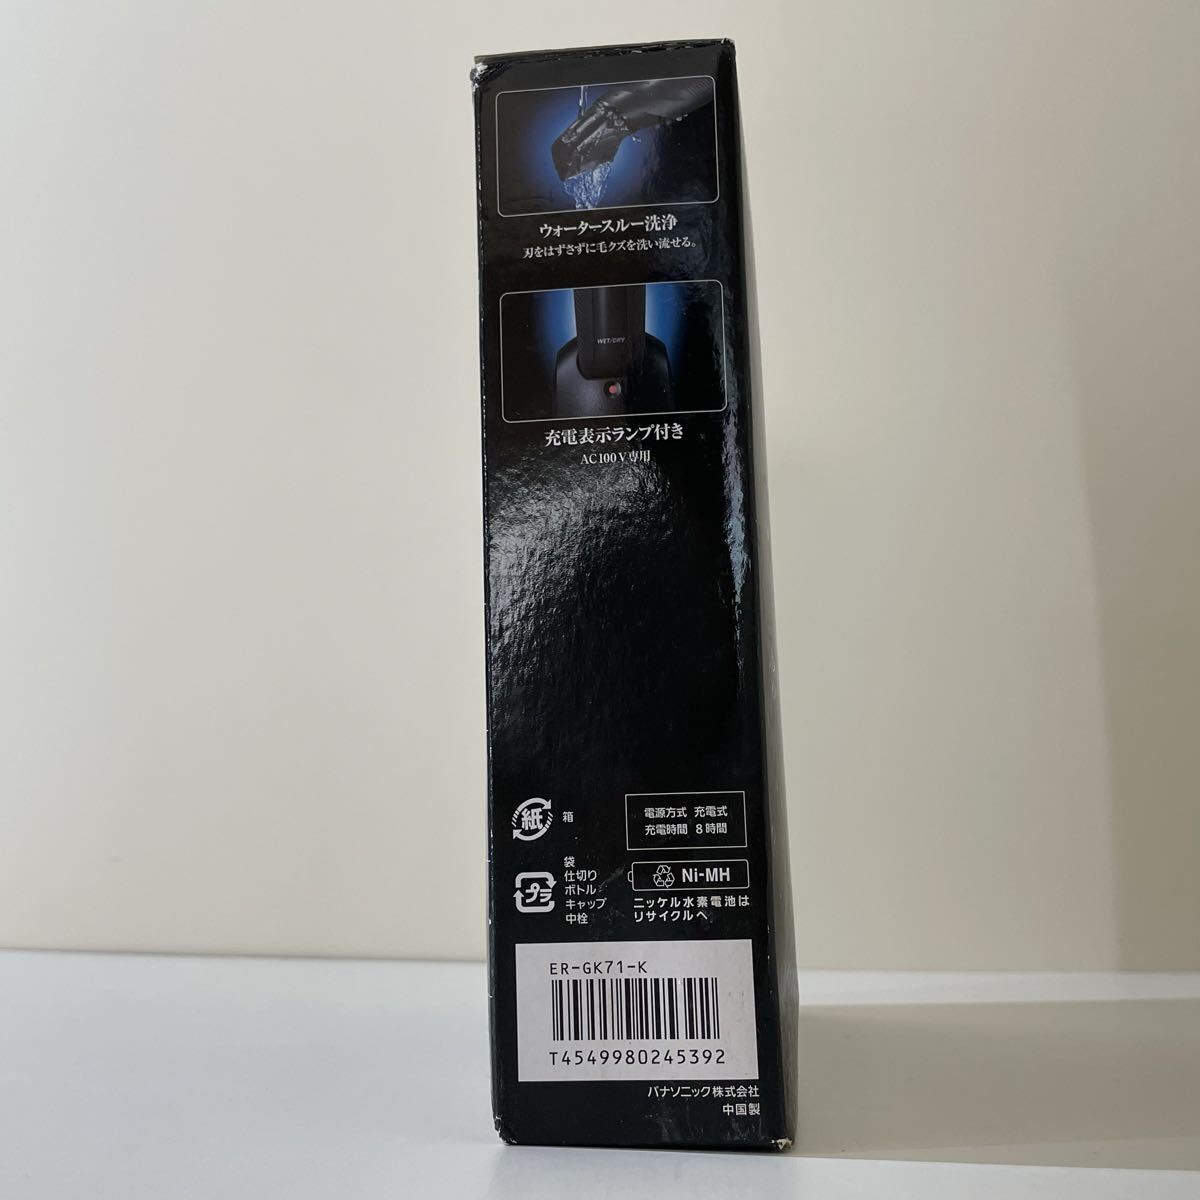 ウォータースルー洗浄
刃をはずさずに毛クズを洗い流せる。
WET/DRY
充電表示ランプ付き
AC100V専用
紙
箱
電源方式 充電式
充電時間 8時間
プラ
袋
仕切り
ボトル
キャップ
中栓
Ni-MH
ニッケル水素電池は
リサイクルへ
ER-GK71-K
T4549980245392
パナソニック株式会社
中国製